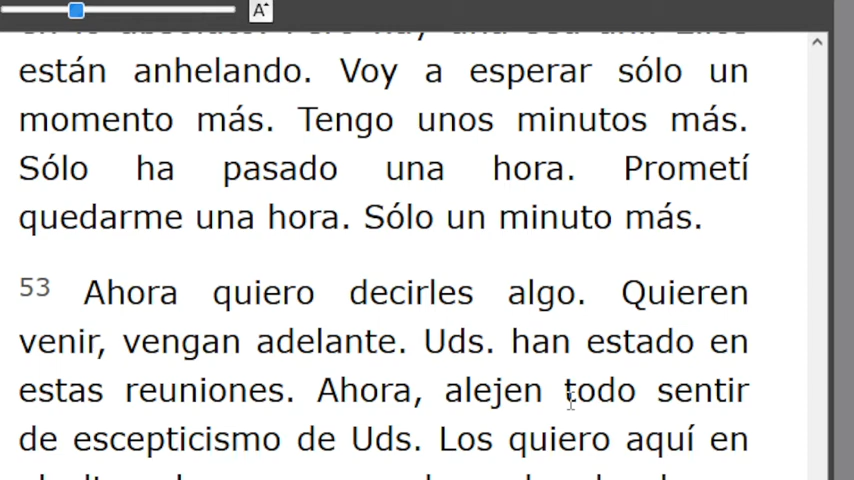 A
están anhelando. Voy a esperar sólo un
momento más. Tengo unos minutos más.
Sólo ha pasado una hora. Prometí
quedarme una hora. Sólo un minuto más.
53 Ahora quiero decirles algo. Quieren
venir, vengan adelante. Uds. han estado en
estas reuniones. Ahora, alejen todo sentir
de escepticismo de Uds. Los quiero aquí en